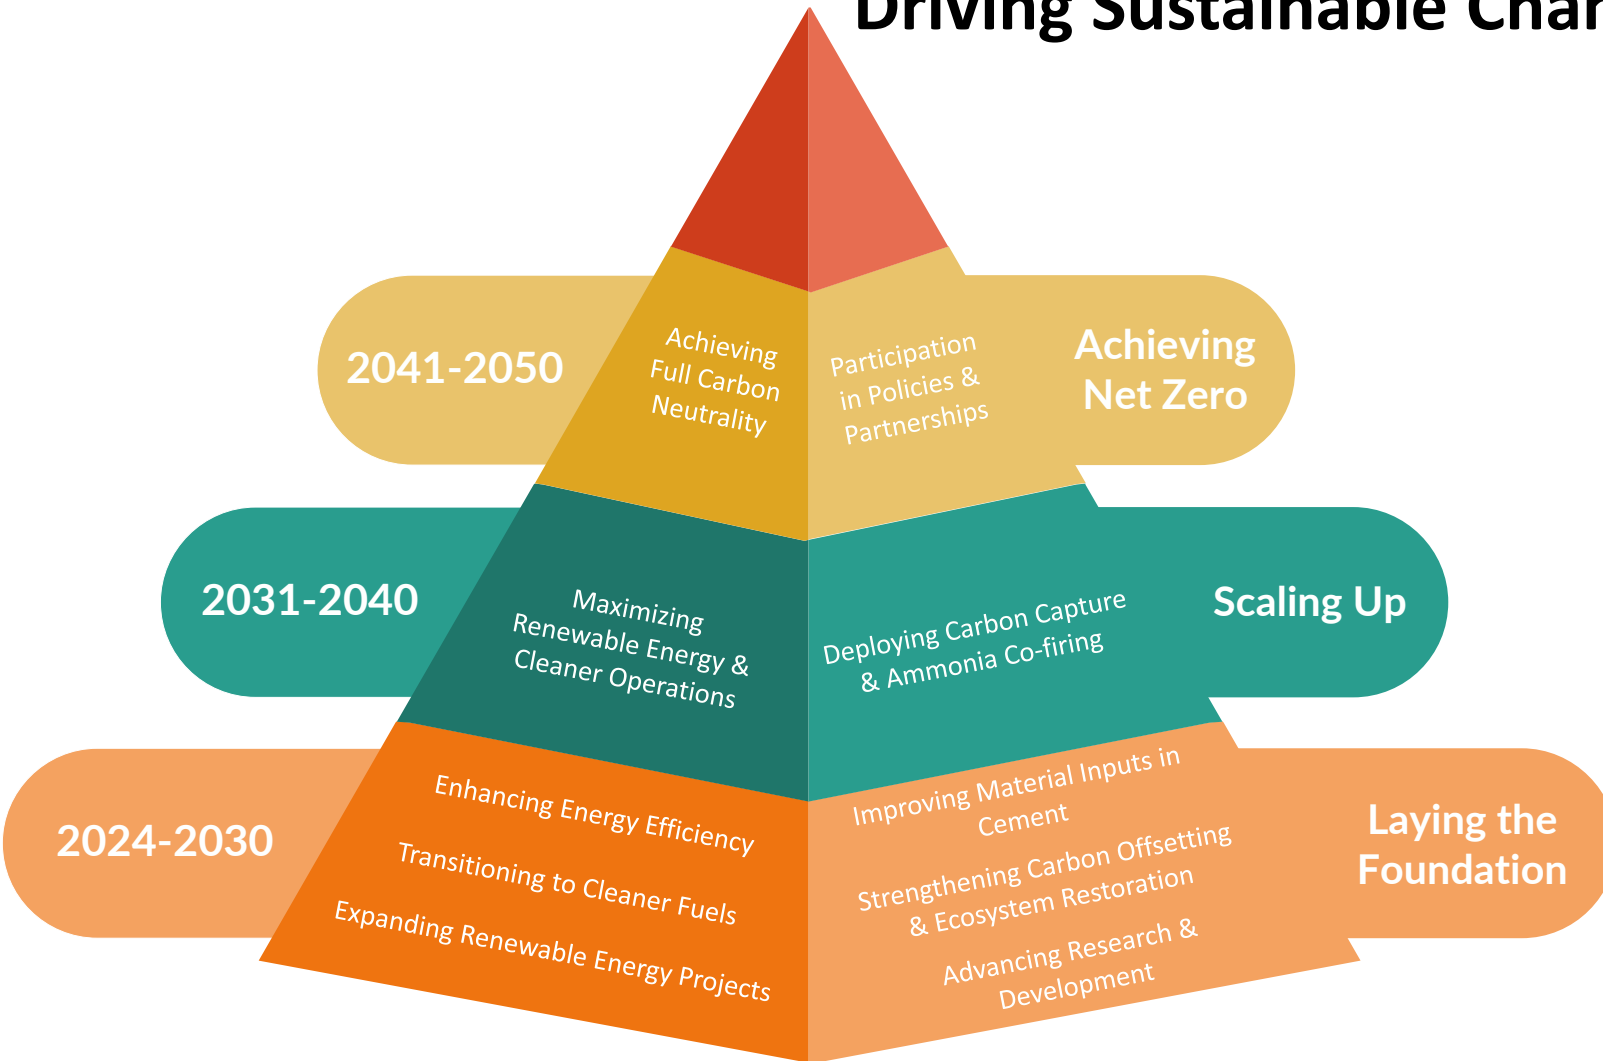 Driving Sustainable
2041-2050
Achieving
Full Carbon
Neutrality
Participation
in Policies &
Partnerships
Achieving
Net Zero
2031-2040
Maximizing
Renewable Energy &
Cleaner Operations
Deploying Carbon Capture
& Ammonia Co-firing
Scaling Up
2024-2030
Enhancing Energy Efficiency
Transitioning to Cleaner Fuels
Expanding Renewable Energy Projects
Improving Material Inputs in
Cement
Strengthening Carbon Offsetting
& Ecosystem Restoration
Advancing Research &
Development
Laying the
Foundation